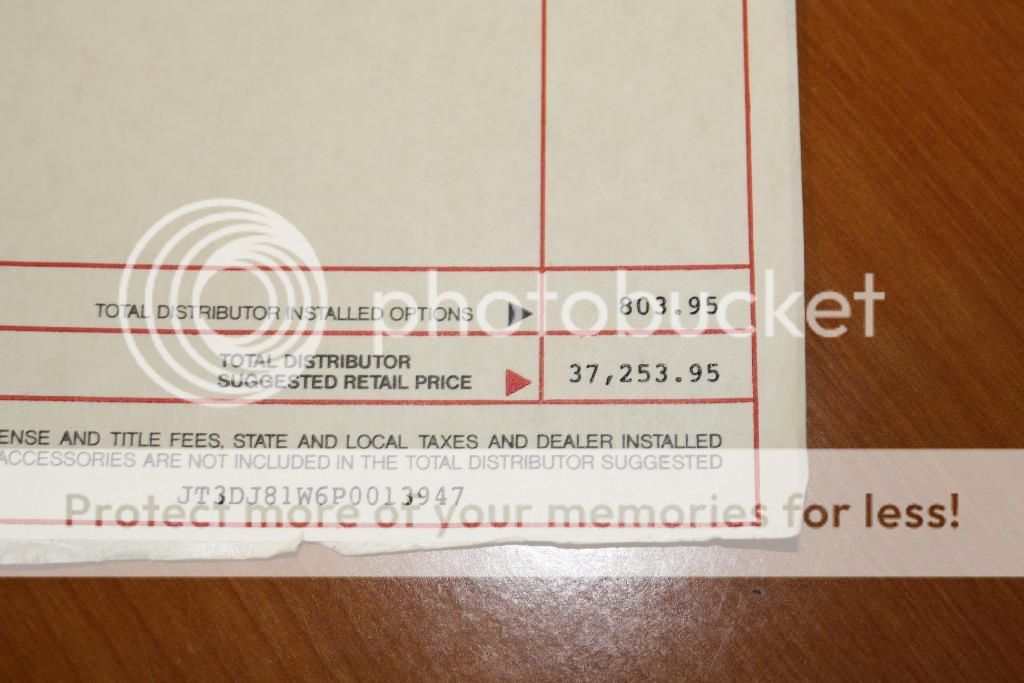 TOTAL DISTRIBUTOR INSTALLED OPTIONS 803.95
photobucket
TOTAL DISTRIBUTOR
SUGGESTED RETAIL PRICE 37,253.95
ENSE AND TITLE FEES, STATE AND LOCAL TAXES AND DEALER INSTALLED
ACCESSORIES ARE NOT INCLUDED IN THE TOTAL DISTRIBUTOR SUGGESTED
JT3DJ81W6P0013947
Protect more of your memories for less!